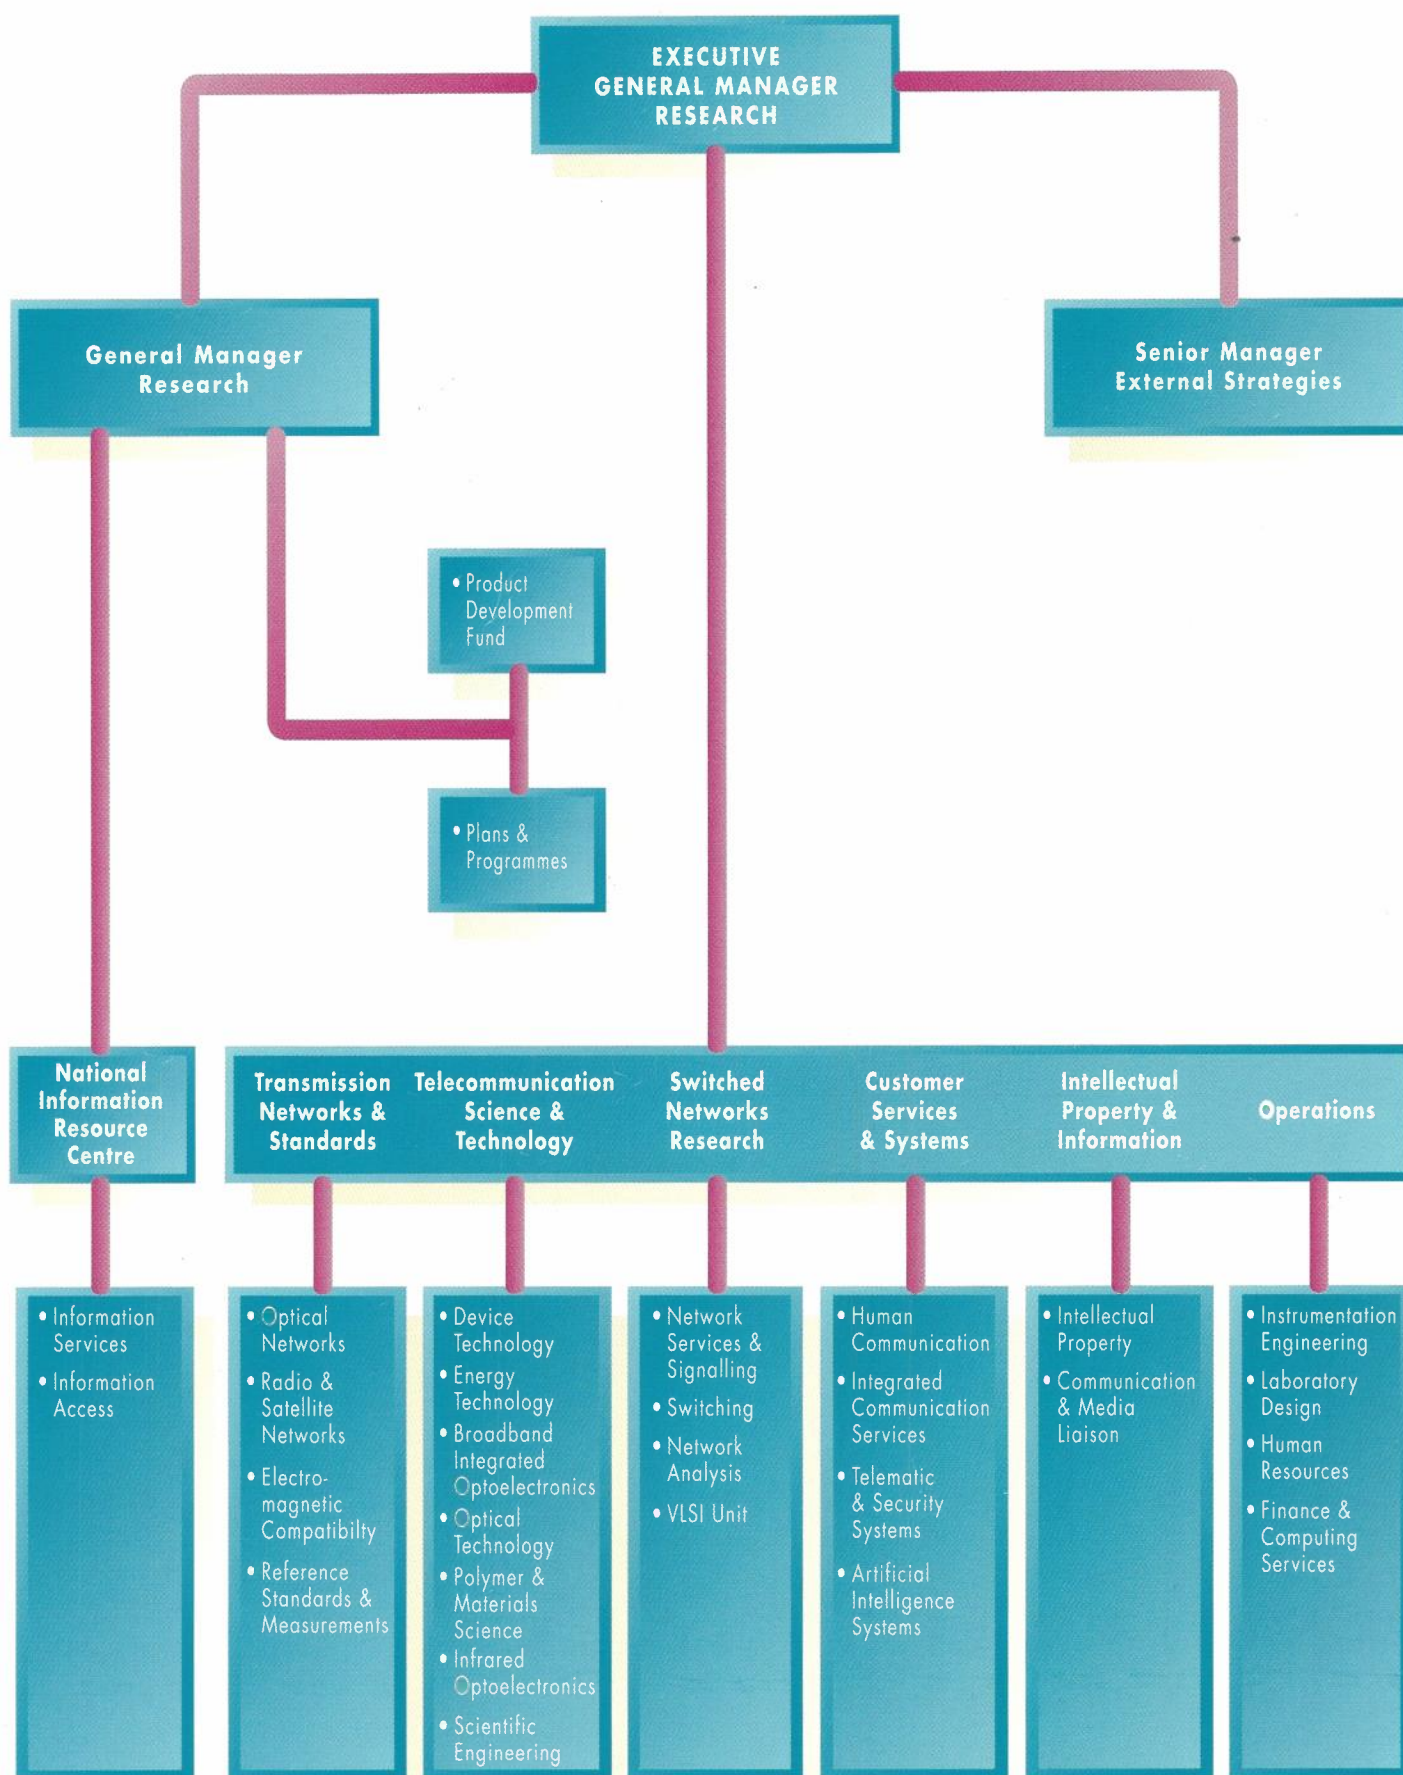 EXECUTIVE
GENERAL MANAGER
RESEARCH
General Manager
Research
Senior Manager
External Strategies
• Product
Development
Fund
• Plans &
Programmes
National
Information
Resource
Centre
Transmission
Networks &
Standards
Telecommunication
Science &
Technology
Switched
Networks
Research
Customer
Services
& Systems
Intellectual
Property &
Information
Operations
• Information
Services
• Information
Access
• Optical
Networks
• Radio &
Satellite
Networks
• Electro-
magnetic
Compatibilty
• Reference
Standards &
Measurements
• Device
Technology
• Energy
Technology
• Broadband
Integrated
Optoelectronics
• Optical
Technology
• Polymer &
Materials
Science
• Infrared
Optoelectronics
• Scientific
Engineering
• Network
Services &
Signalling
• Switching
• Network
Analysis
• VLSI Unit
• Human
Communication
• Integrated
Communication
Services
• Telematic
& Security
Systems
• Artificial
Intelligence
Systems
• Intellectual
Property
• Communication
& Media
Liaison
• Instrumentation
Engineering
• Laboratory
Design
• Human
Resources
• Finance &
Computing
Services